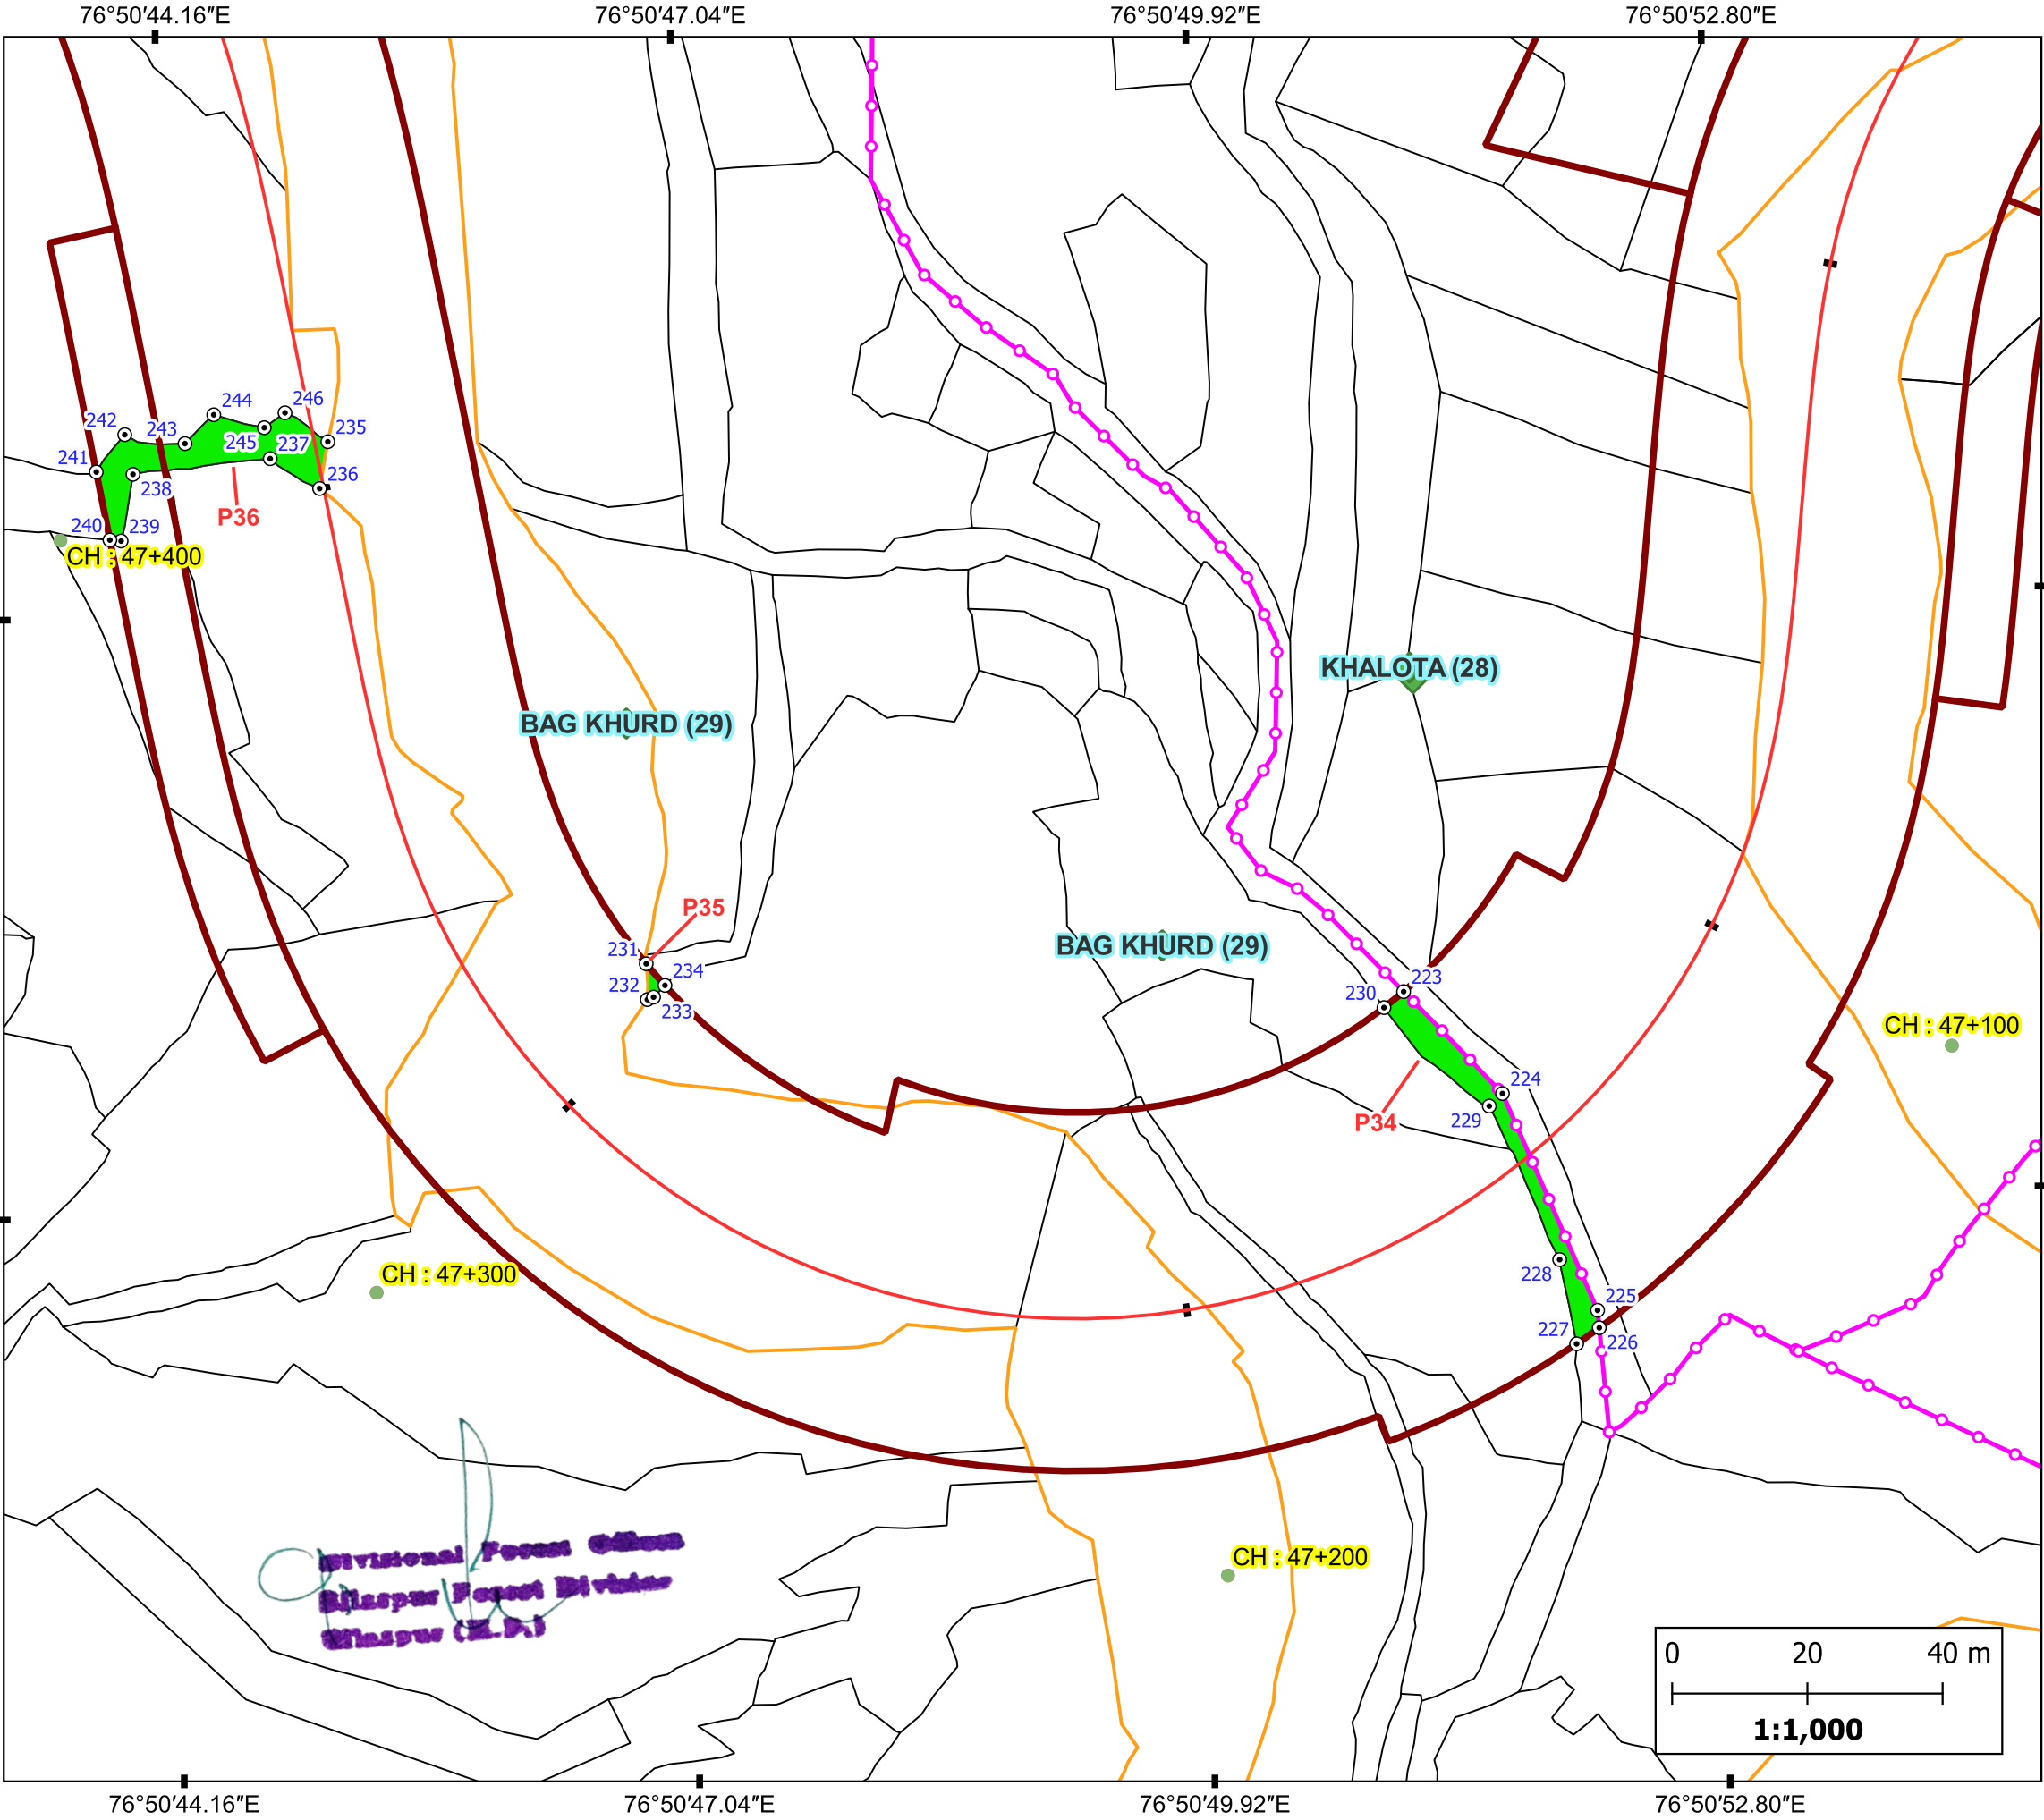 76°50′44.16″E 76°50′47.04″E 76°50′49.92″E 76°50′52.80″E
246
244
242 243 235
245 237
241 236
238
P36
240 239
CH : 47+400
KHALOTA (28)
BAG KHURD (29)
P35
231 BAG KHURD (29)
234 223
232 230
233 CH : 47+100
224
229
P34
228
CH : 47+300
225
227
226
Divisional Forest
Bilaspur Forest Division
Bilaspur
CH : 47+200
0 20 40 m
1:1,000
76°50′44.16″E 76°50′47.04″E 76°50′49.92″E 76°50′52.80″E